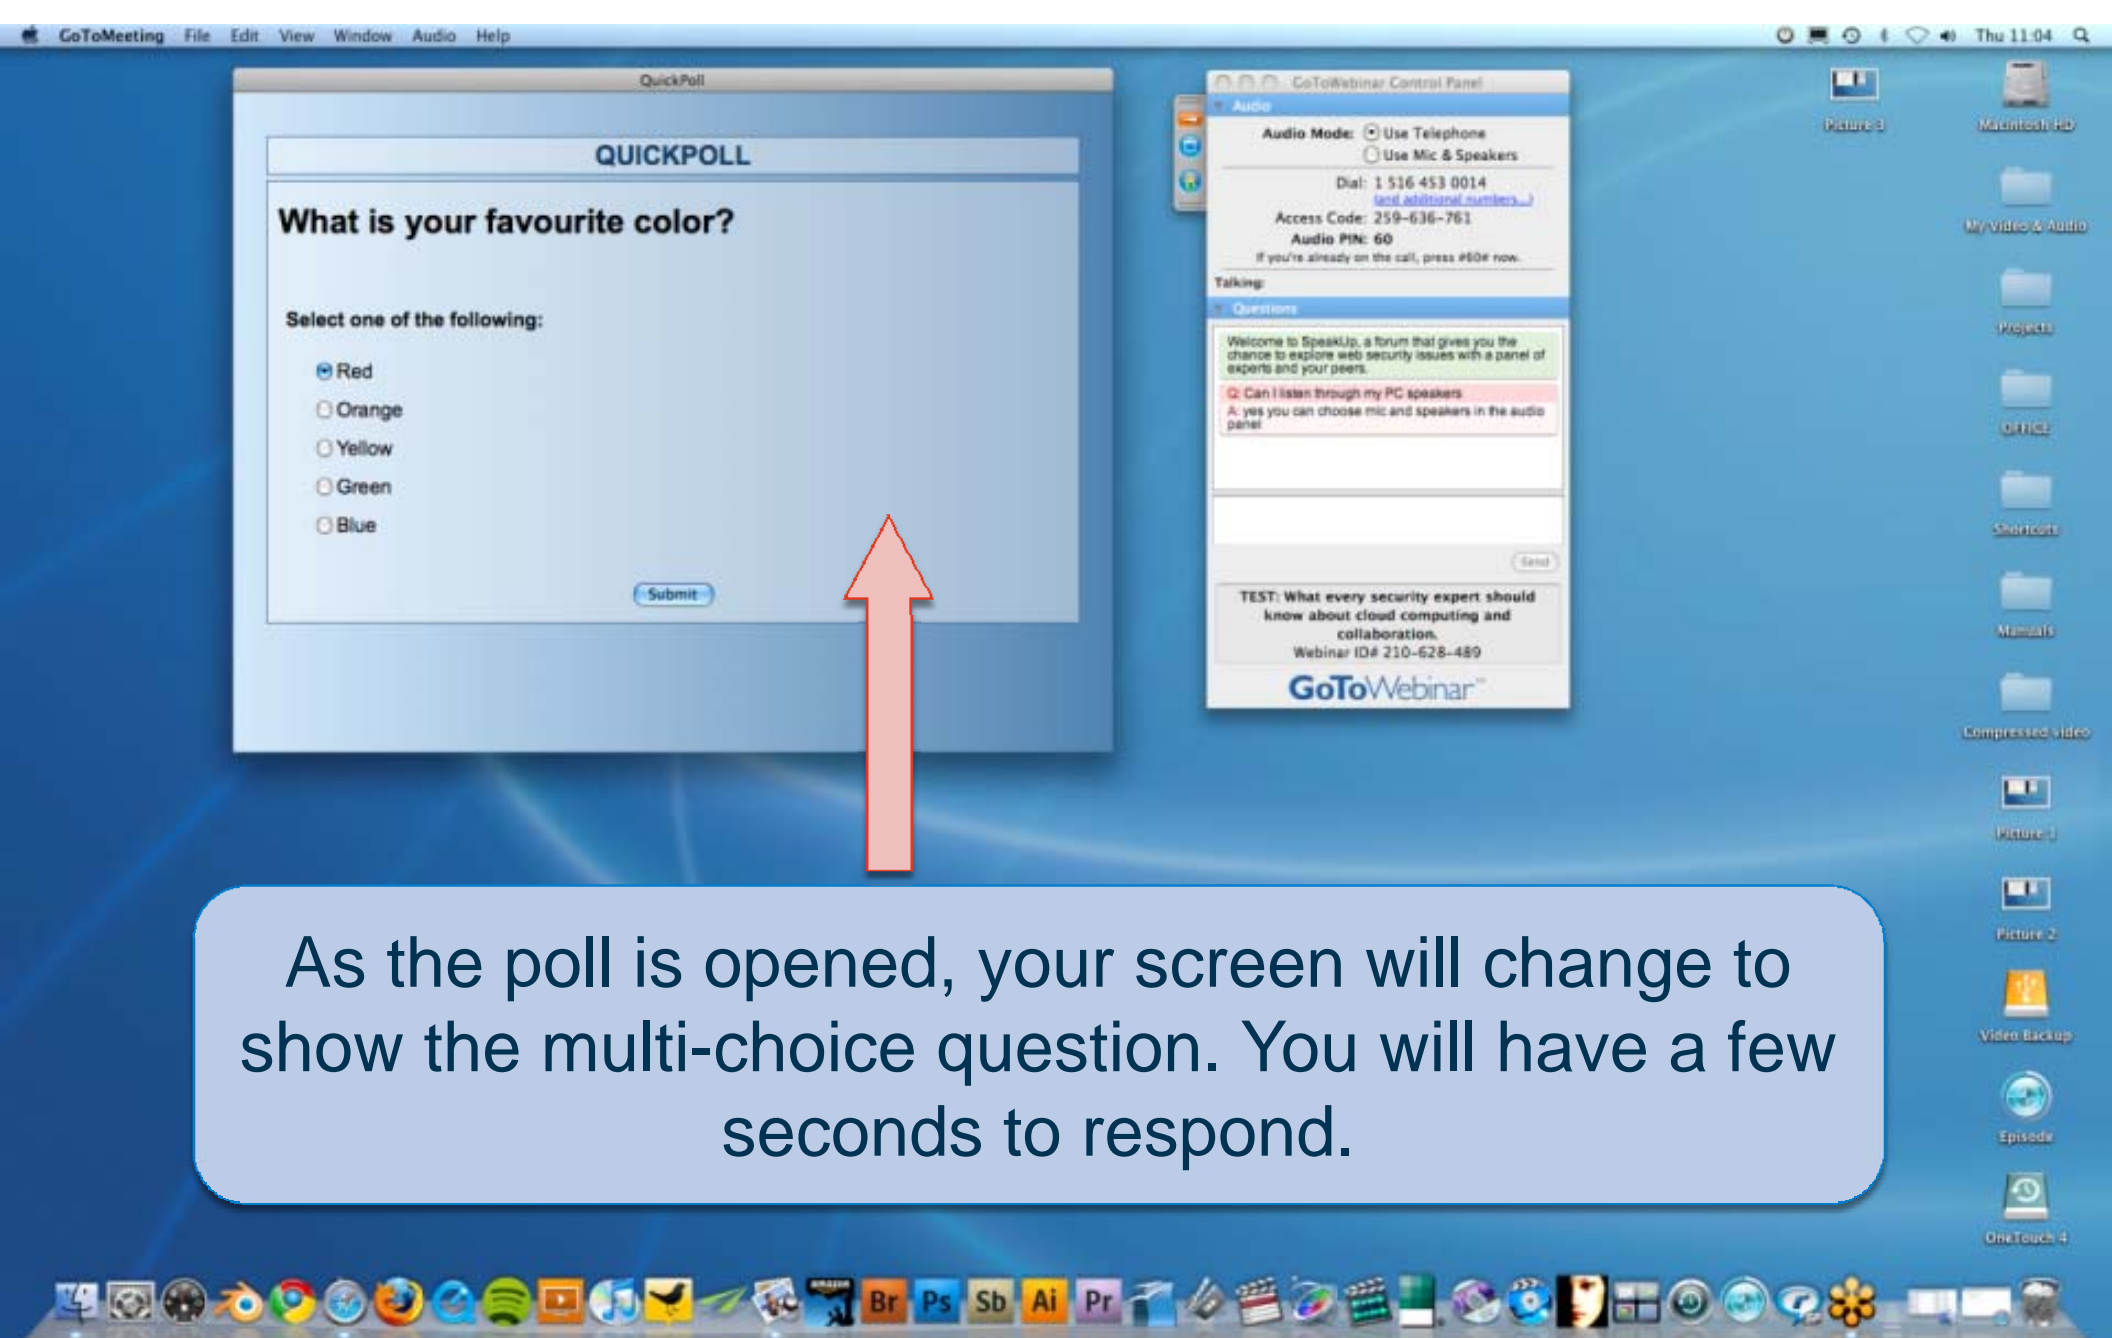 GoToMeeting File Edit View Window Audio Help
Thu 11:04
QuickPoll
QUICKPOLL
What is your favourite color?
Select one of the following:
Red
Orange
Yellow
Green
Blue
Submit
GoToWebinar Control Panel
Audio
Audio Mode: Use Telephone
Use Mic & Speakers
Dial: 1 516 453 0014
(and additional numbers...)
Access Code: 259-636-761
Audio PIN: 60
If you're already on the call, press #60# now.
Talking:
Questions
Welcome to SpeakUp, a forum that gives you the
chance to explore web security issues with a panel of
experts and your peers.
Q: Can I listen through my PC speakers
A: yes you can choose mic and speakers in the audio
panel
Send
TEST: What every security expert should
know about cloud computing and
collaboration.
Webinar ID# 210-628-489
GoToWebinar™
Picture 3
Macintosh HD
My Video & Audio
Projects
OFFICE
Shortcuts
Manuals
Compressed video
Picture 1
Picture 2
Video Backup
Episode
OneTouch 4
As the poll is opened, your screen will change to
show the multi-choice question. You will have a few
seconds to respond.
amazon
Br Ps Sb Ai Pr